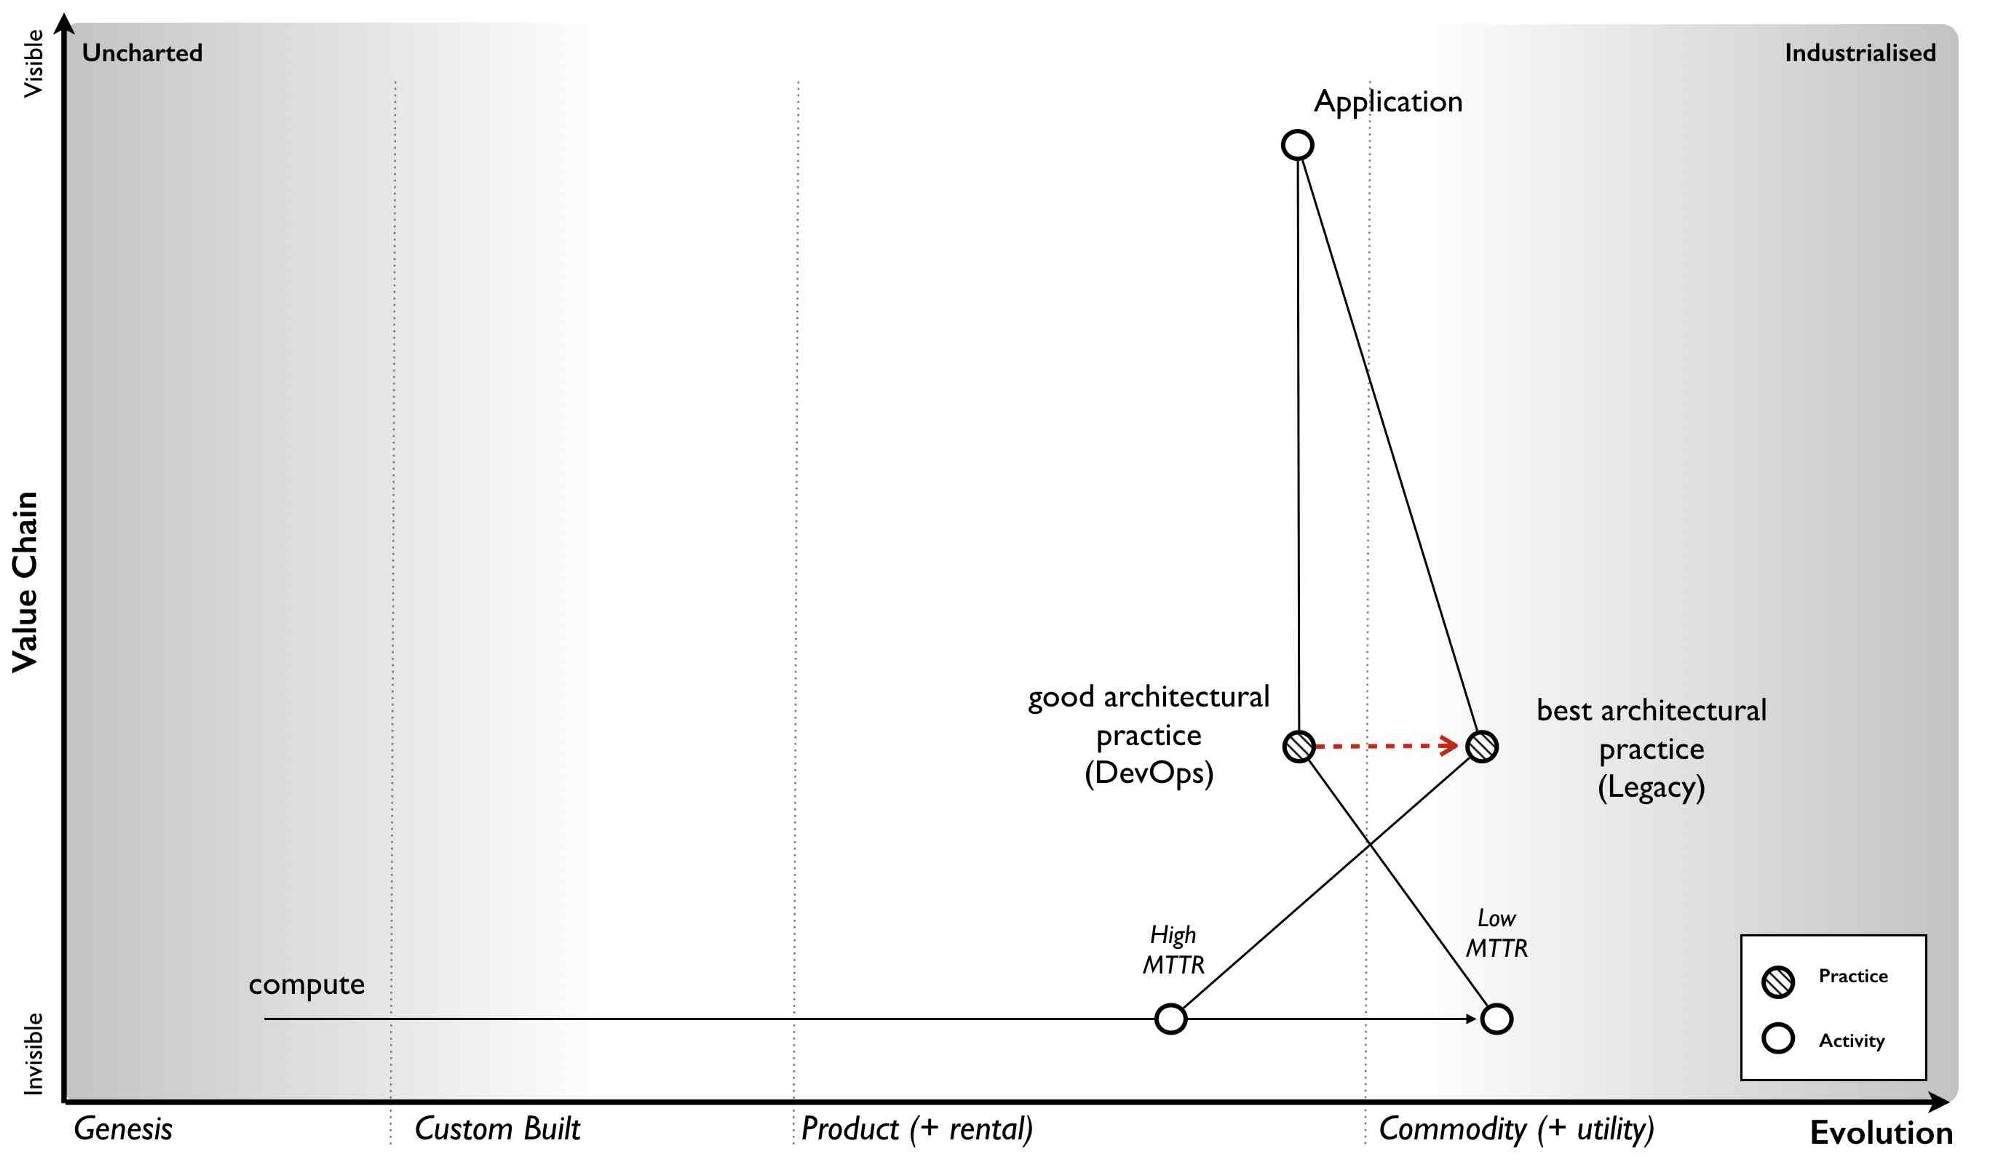 Visible
Uncharted
Industrialised
Application
Value Chain
good architectural
practice
(DevOps)
best architectural
practice
(Legacy)
High
MTTR
Low
MTTR
compute
Practice
Activity
Invisible
Genesis
Custom Built
Product (+ rental)
Commodity (+ utility)
Evolution